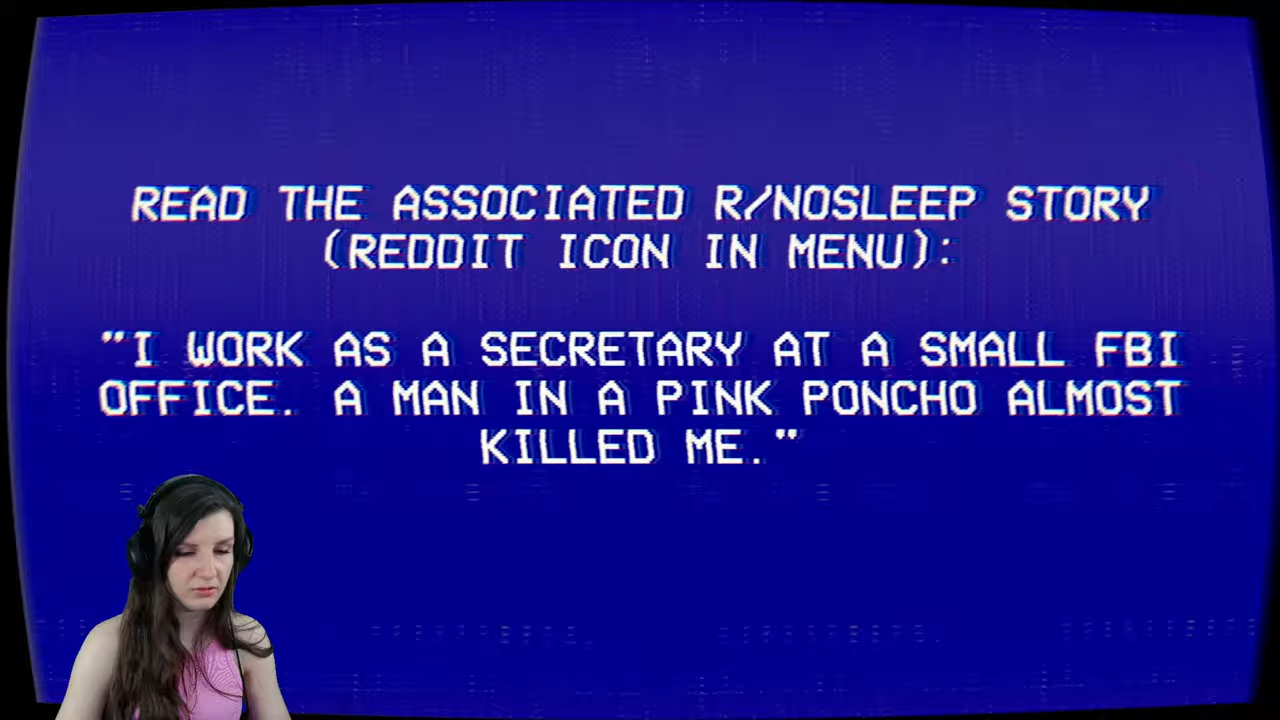 READ THE ASSOCIATED R/NOSLEEP STORY
(REDDIT ICON IN MENU):
"I WORK AS A SECRETARY AT A SMALL FBI
OFFICE. A MAN IN A PINK PONCHO ALMOST
KILLED ME."